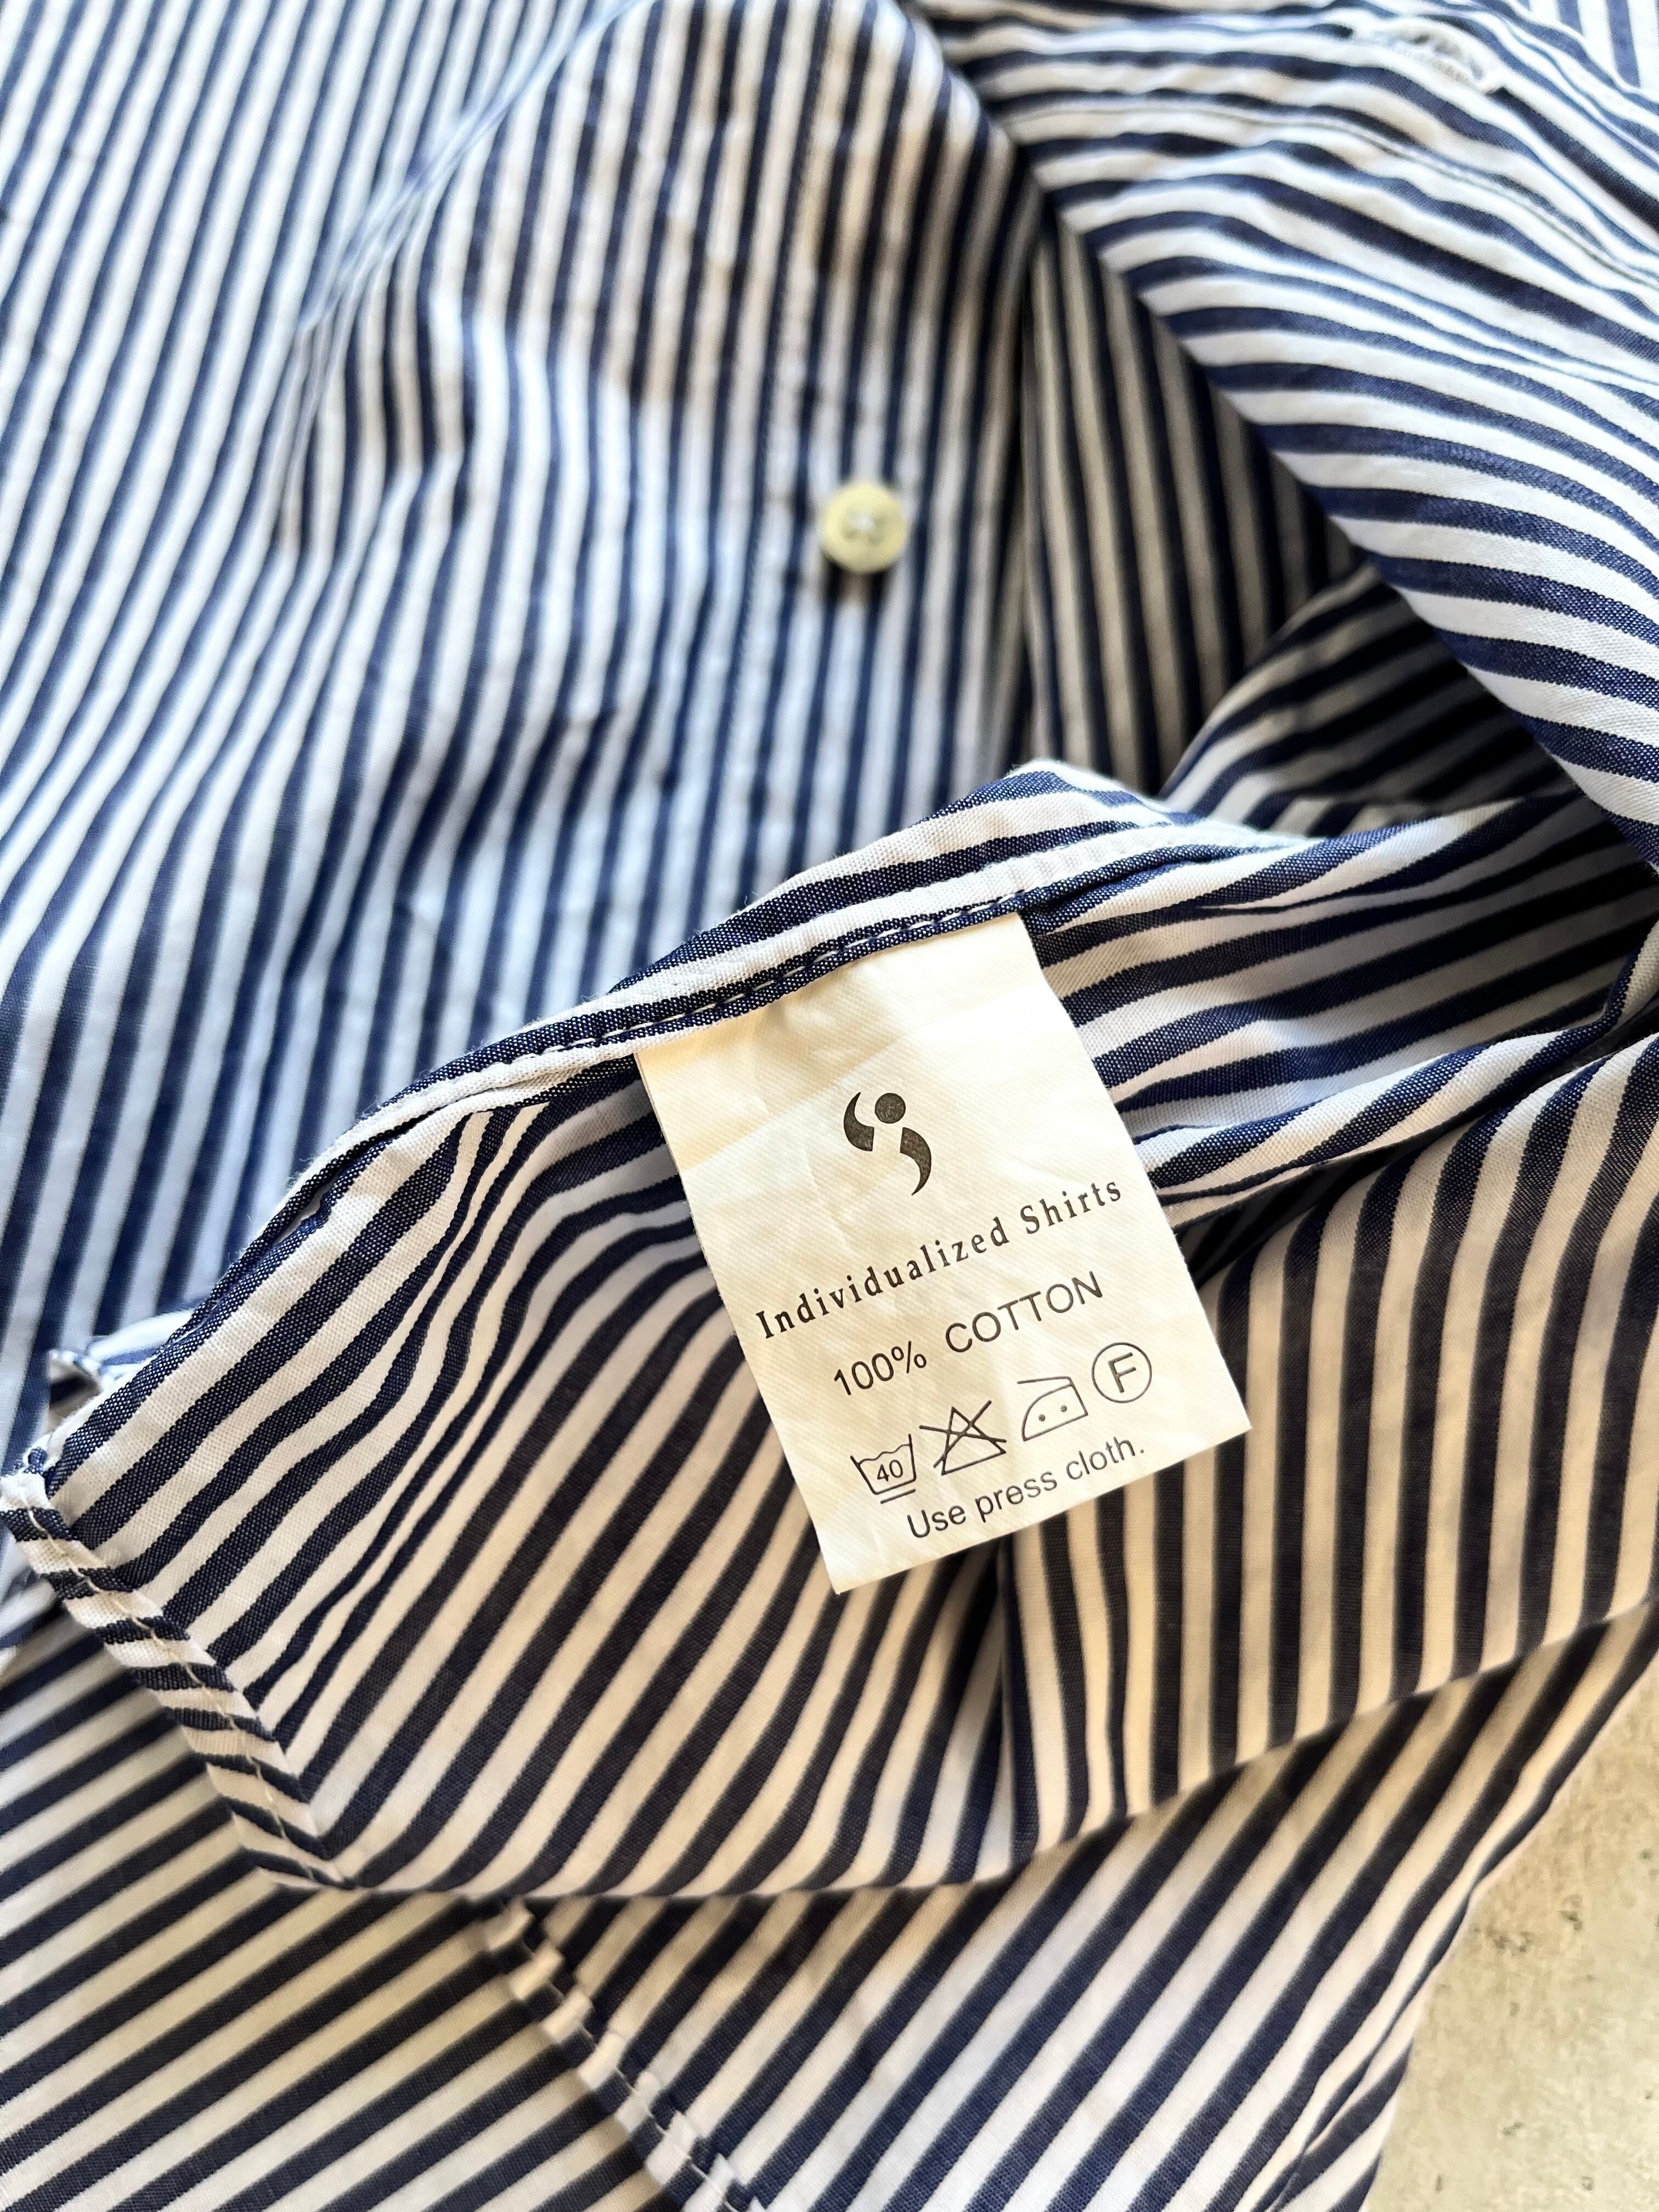 Individualized Shirts
100% COTTON
40 F
Use press cloth.